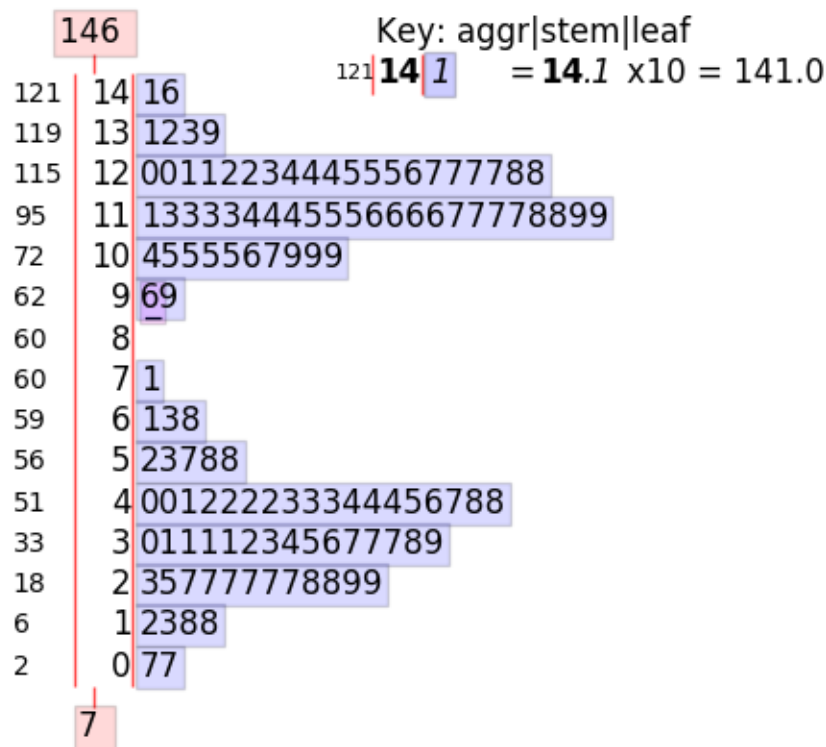 146
Key: aggr|stem|leaf
121|14|1 = 14.1 x10 = 141.0
121 14 16
119 13 1239
115 12 00112234445556777788
95 11 13333444555666677778899
72 10 4555567999
62 9 69
60 8
60 7 1
59 6 138
56 5 23788
51 4 001222233344456788
33 3 011112345677789
18 2 357777778899
6 1 2388
2 0 77
7